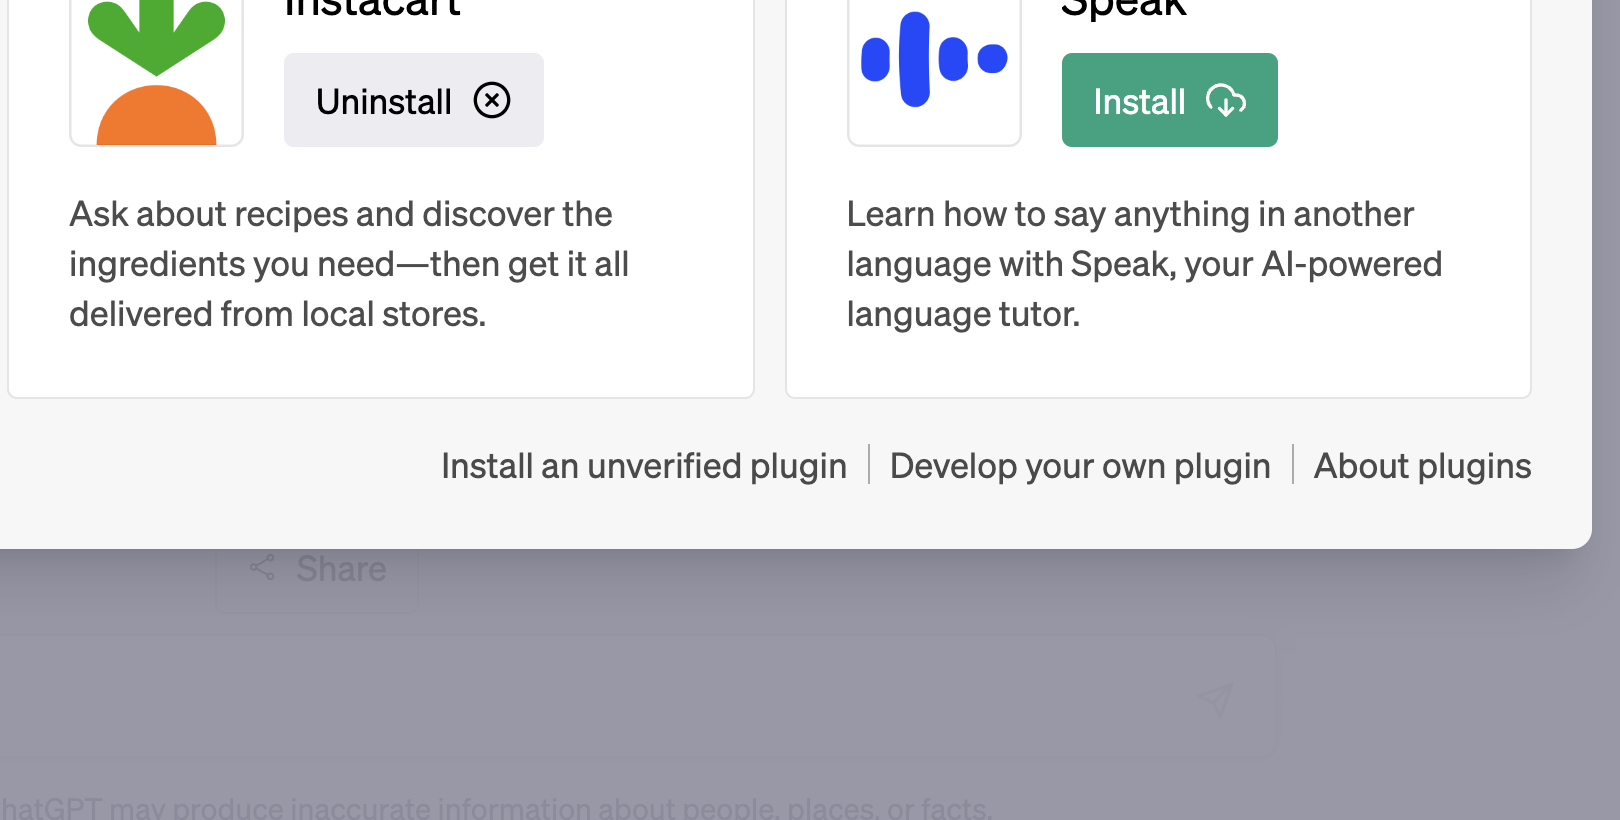 Instacart
Uninstall
Ask about recipes and discover the
ingredients you need—then get it all
delivered from local stores.
Speak
Install
Learn how to say anything in another
language with Speak, your AI-powered
language tutor.
Install an unverified plugin
Develop your own plugin
About plugins
Share
hatGPT may produce inaccurate information about people, places, or facts.